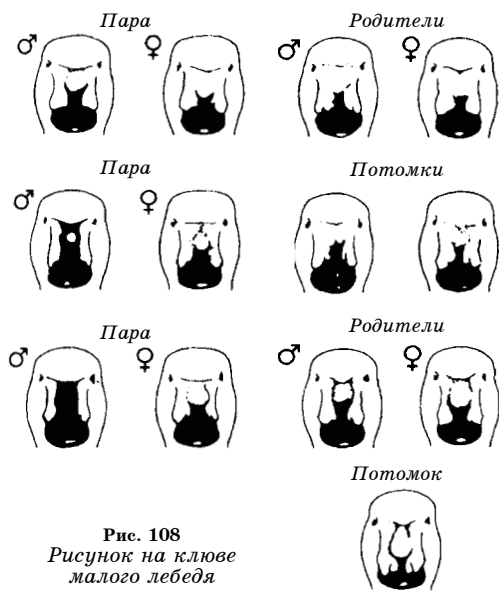 Пара
Родители
♂ ♀ ♂ ♀
Пара
Потомки
♂ ♀
Пара
Родители
♂ ♀ ♂ ♀
Потомок
Рис. 108
Рисунок на клюве
малого лебедя